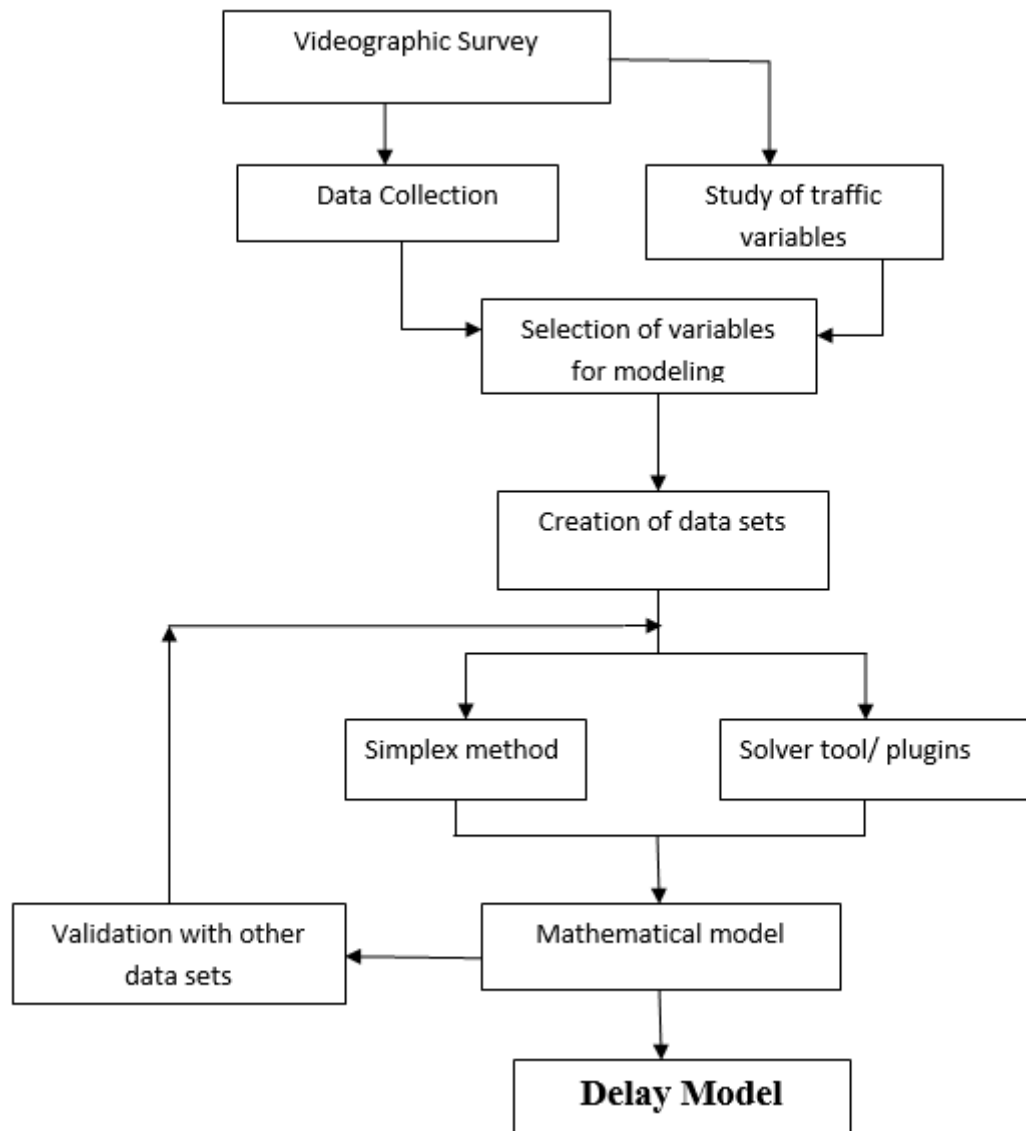 Videographic Survey
Data Collection
Study of traffic
variables
Selection of variables
for modeling
Creation of data sets
Simplex method
Solver tool/ plugins
Validation with other
data sets
Mathematical model
Delay Model